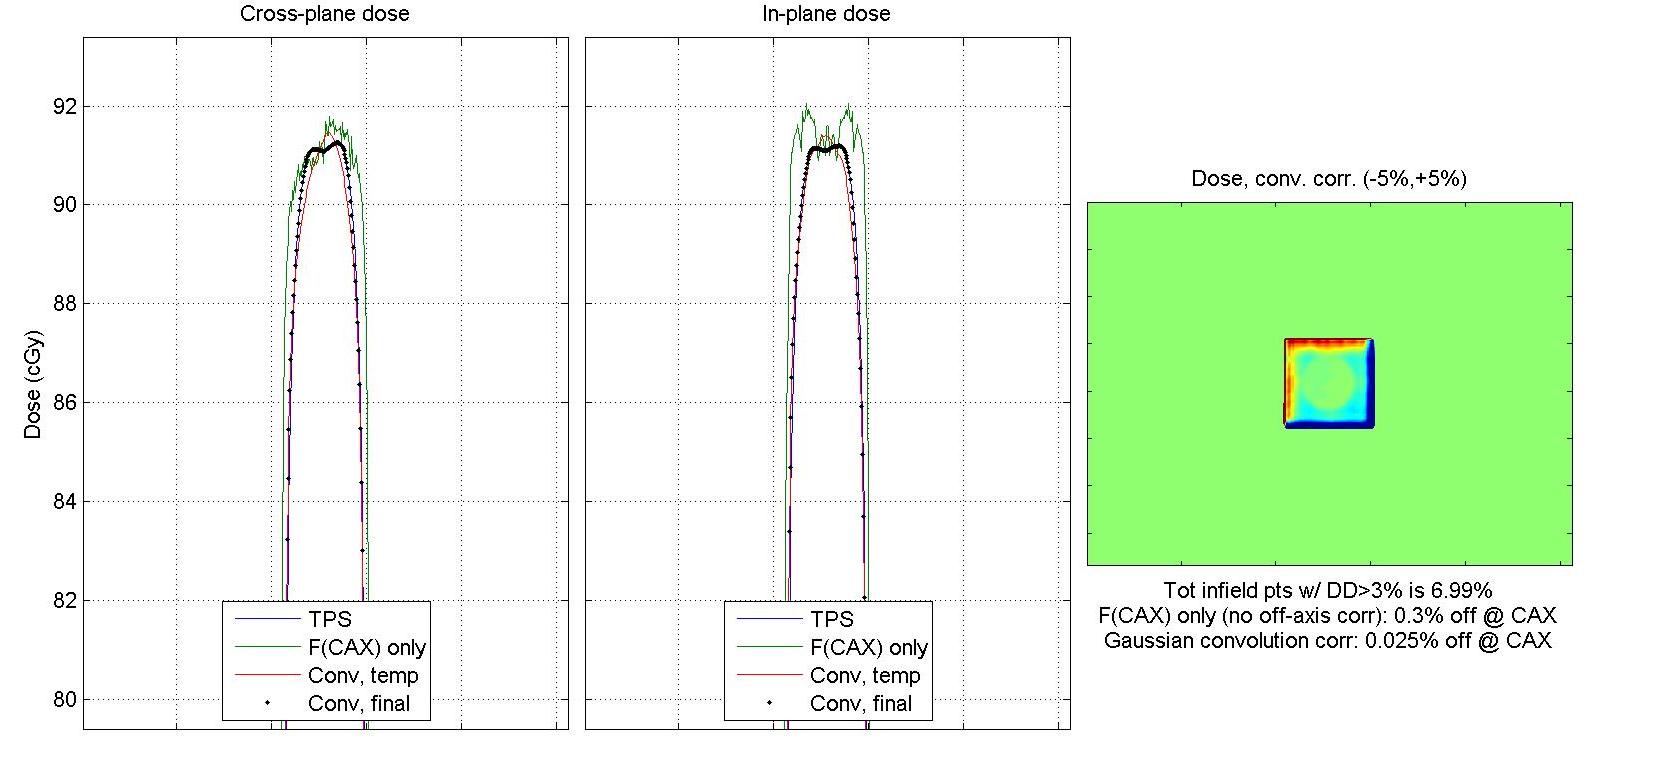 Cross-plane dose
In-plane dose
Dose (cGy)
92
90
88
86
84
82
80
TPS
F(CAX) only
Conv, temp
Conv, final
TPS
F(CAX) only
Conv, temp
Conv, final
Dose, conv. corr. (-5%,+5%)
Tot infield pts w/ DD>3% is 6.99%
F(CAX) only (no off-axis corr): 0.3% off @ CAX
Gaussian convolution corr: 0.025% off @ CAX